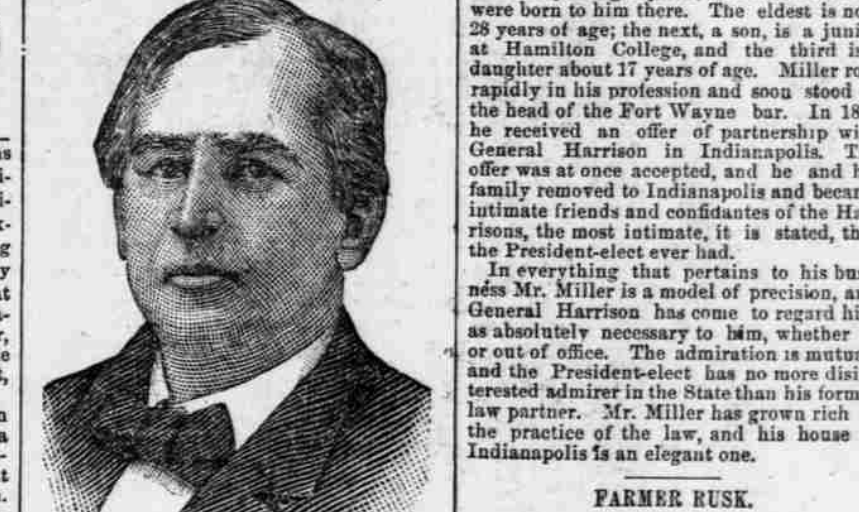 were born to him there. The eldest is
28 years of age; the next, a son, is a
at Hamilton College, and the third
daughter about 17 years of age. Miller
rapidly in his profession and soon stood
the head of the Fort Wayne bar. In
he received an offer of partnership
General Harrison in Indianapolis.
offer was at once accepted, and he and
family removed to Indianapolis and
intimate friends and confidantes of the
risons, the most intimate, it is stated,
the President-elect ever had.
In everything that pertains to his
ness Mr. Miller is a model of precision,
General Harrison has come to regard
as absolutely necessary to him, whether
or out of office. The admiration is
and the President-elect has no more
terested admirer in the State than his
law partner. Mr. Miller has grown rich
the practice of the law, and his house
Indianapolis is an elegant one.
FARMER RUSK.